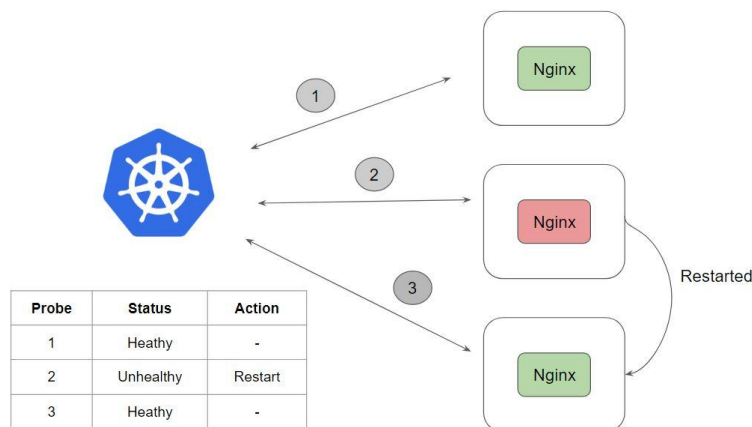 Nginx
1
2
Nginx
Restarted
3
Nginx
Probe Status Action
1 Heathy -
2 Unhealthy Restart
3 Heathy -